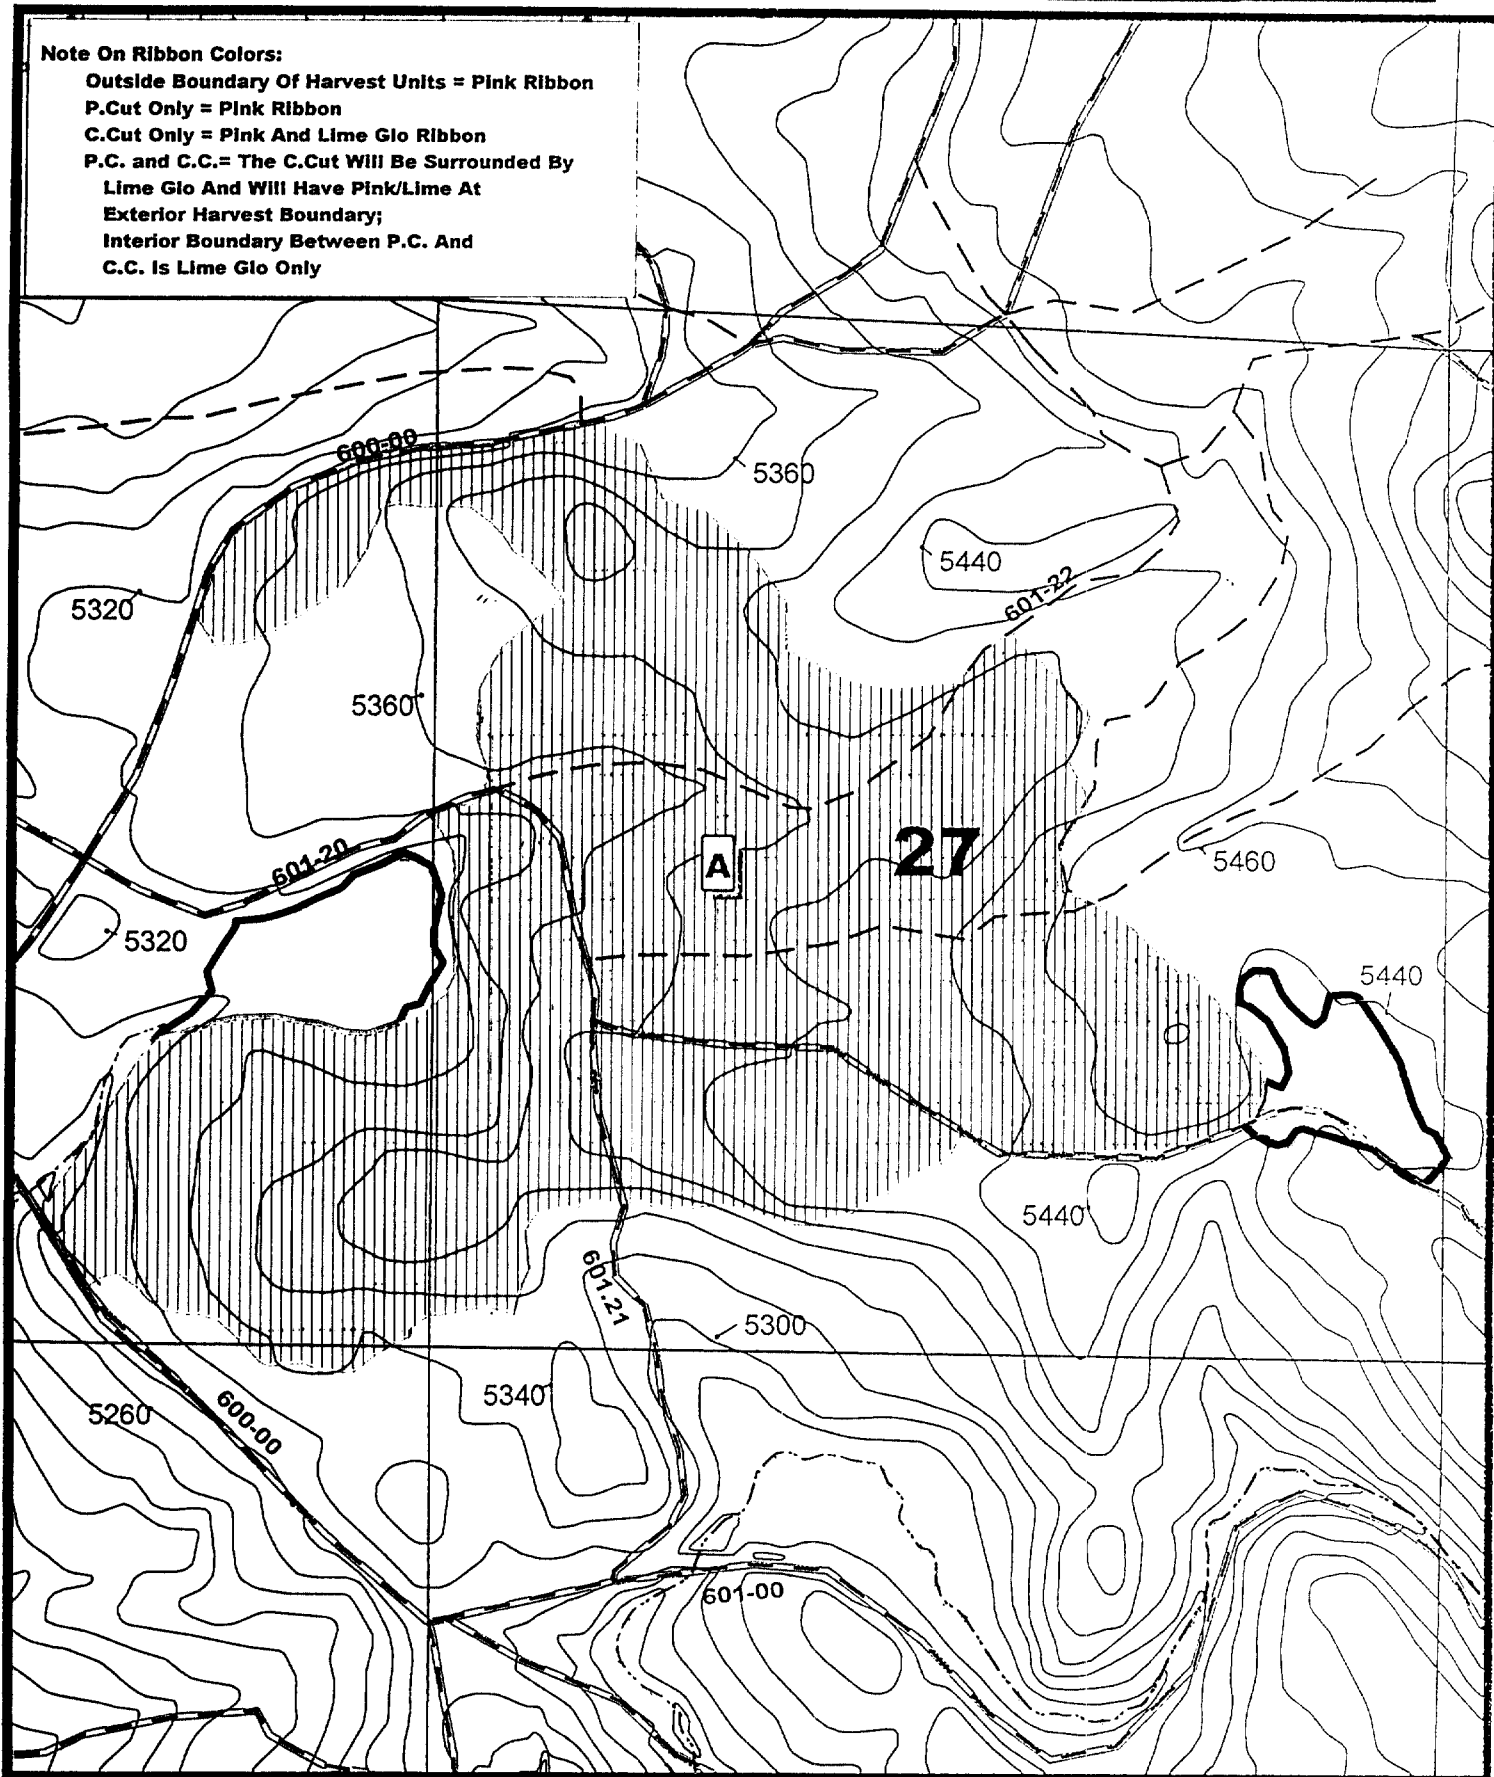 Note On Ribbon Colors:
Outside Boundary Of Harvest Units = Pink Ribbon
P.Cut Only = Pink Ribbon
C.Cut Only = Pink And Lime Glo Ribbon
P.C. and C.C.= The C.Cut Will Be Surrounded By
Lime Glo And Will Have Pink/Lime At
Exterior Harvest Boundary;
Interior Boundary Between P.C. And
C.C. Is Lime Glo Only
600-00
5360
5440
601-22
5320
5360
A
27
601-20
5460
5320
5440
5440
601.21
5300
5340
5260
600-00
601-00